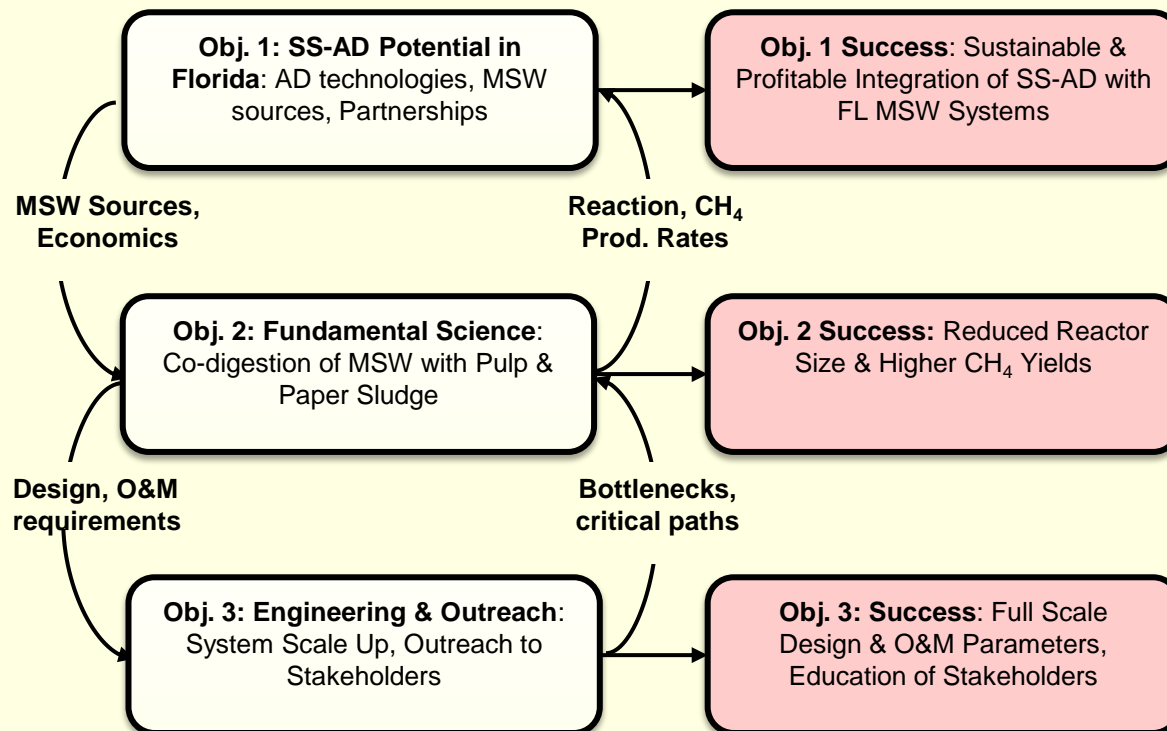 Obj. 1: SS-AD Potential in
Florida: AD technologies, MSW
sources, Partnerships
Obj. 1 Success: Sustainable &
Profitable Integration of SS-AD with
FL MSW Systems
MSW Sources,
Economics
Reaction, CH₄
Prod. Rates
Obj. 2: Fundamental Science:
Co-digestion of MSW with Pulp &
Paper Sludge
Obj. 2 Success: Reduced Reactor
Size & Higher CH₄ Yields
Design, O&M
requirements
Bottlenecks,
critical paths
Obj. 3: Engineering & Outreach:
System Scale Up, Outreach to
Stakeholders
Obj. 3: Success: Full Scale
Design & O&M Parameters,
Education of Stakeholders